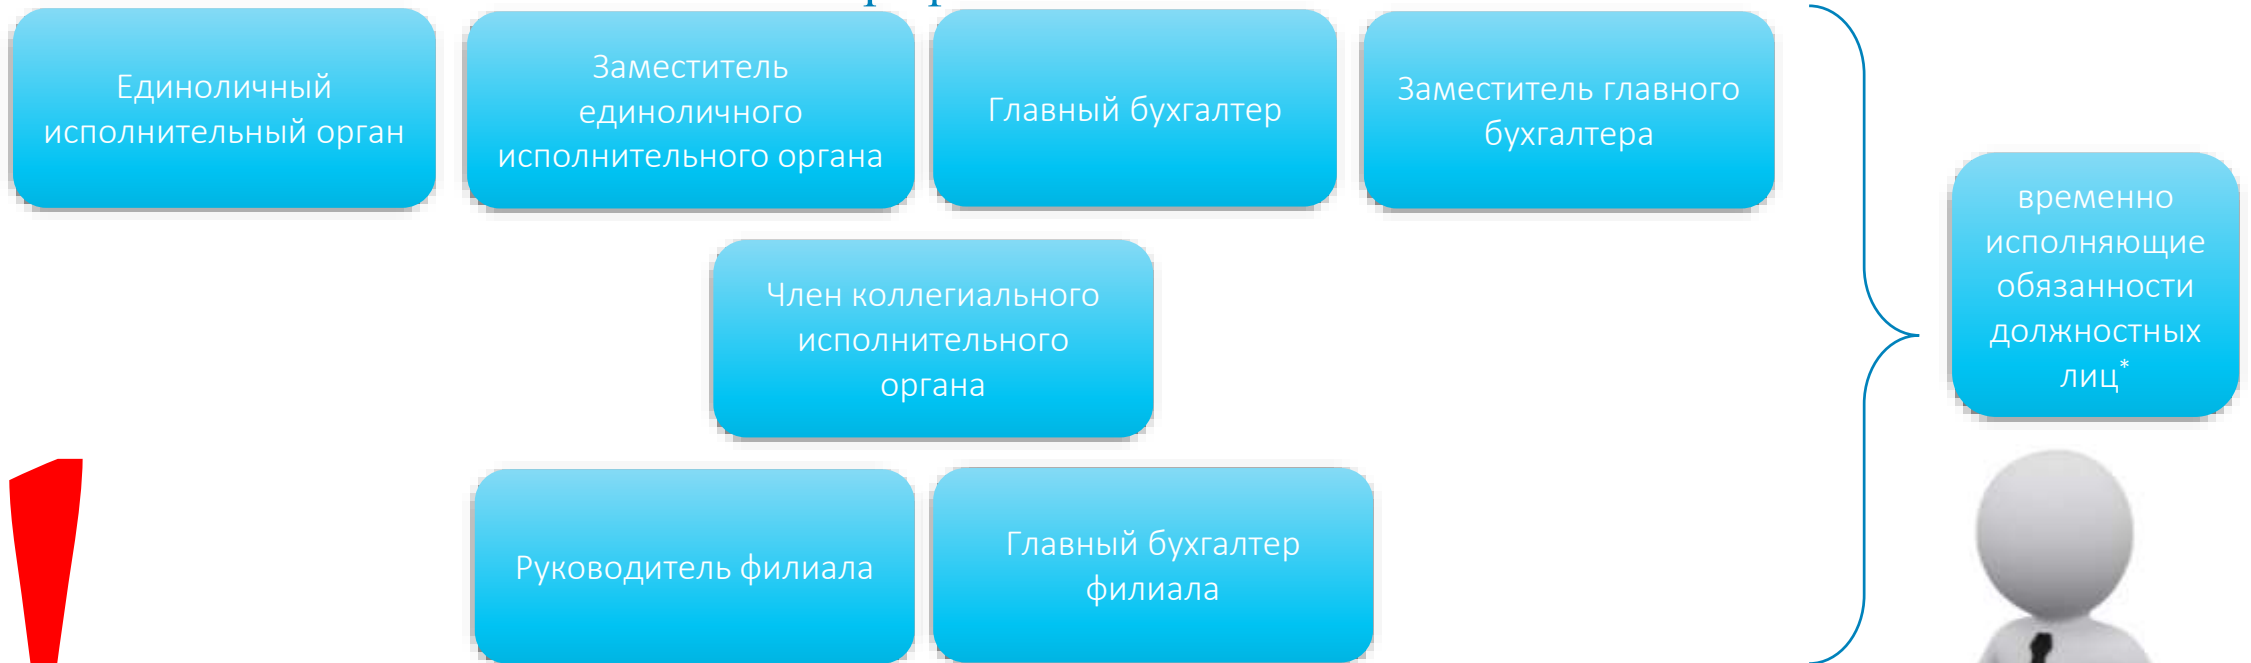 Единоличный
исполнительный орган
Заместитель
единоличного
исполнительного органа
Главный бухгалтер
Заместитель главного
бухгалтера
временно
исполняющие
обязанности
должностных
лиц*
Член коллегиального
исполнительного
органа
Руководитель филиала
Главный бухгалтер
филиала